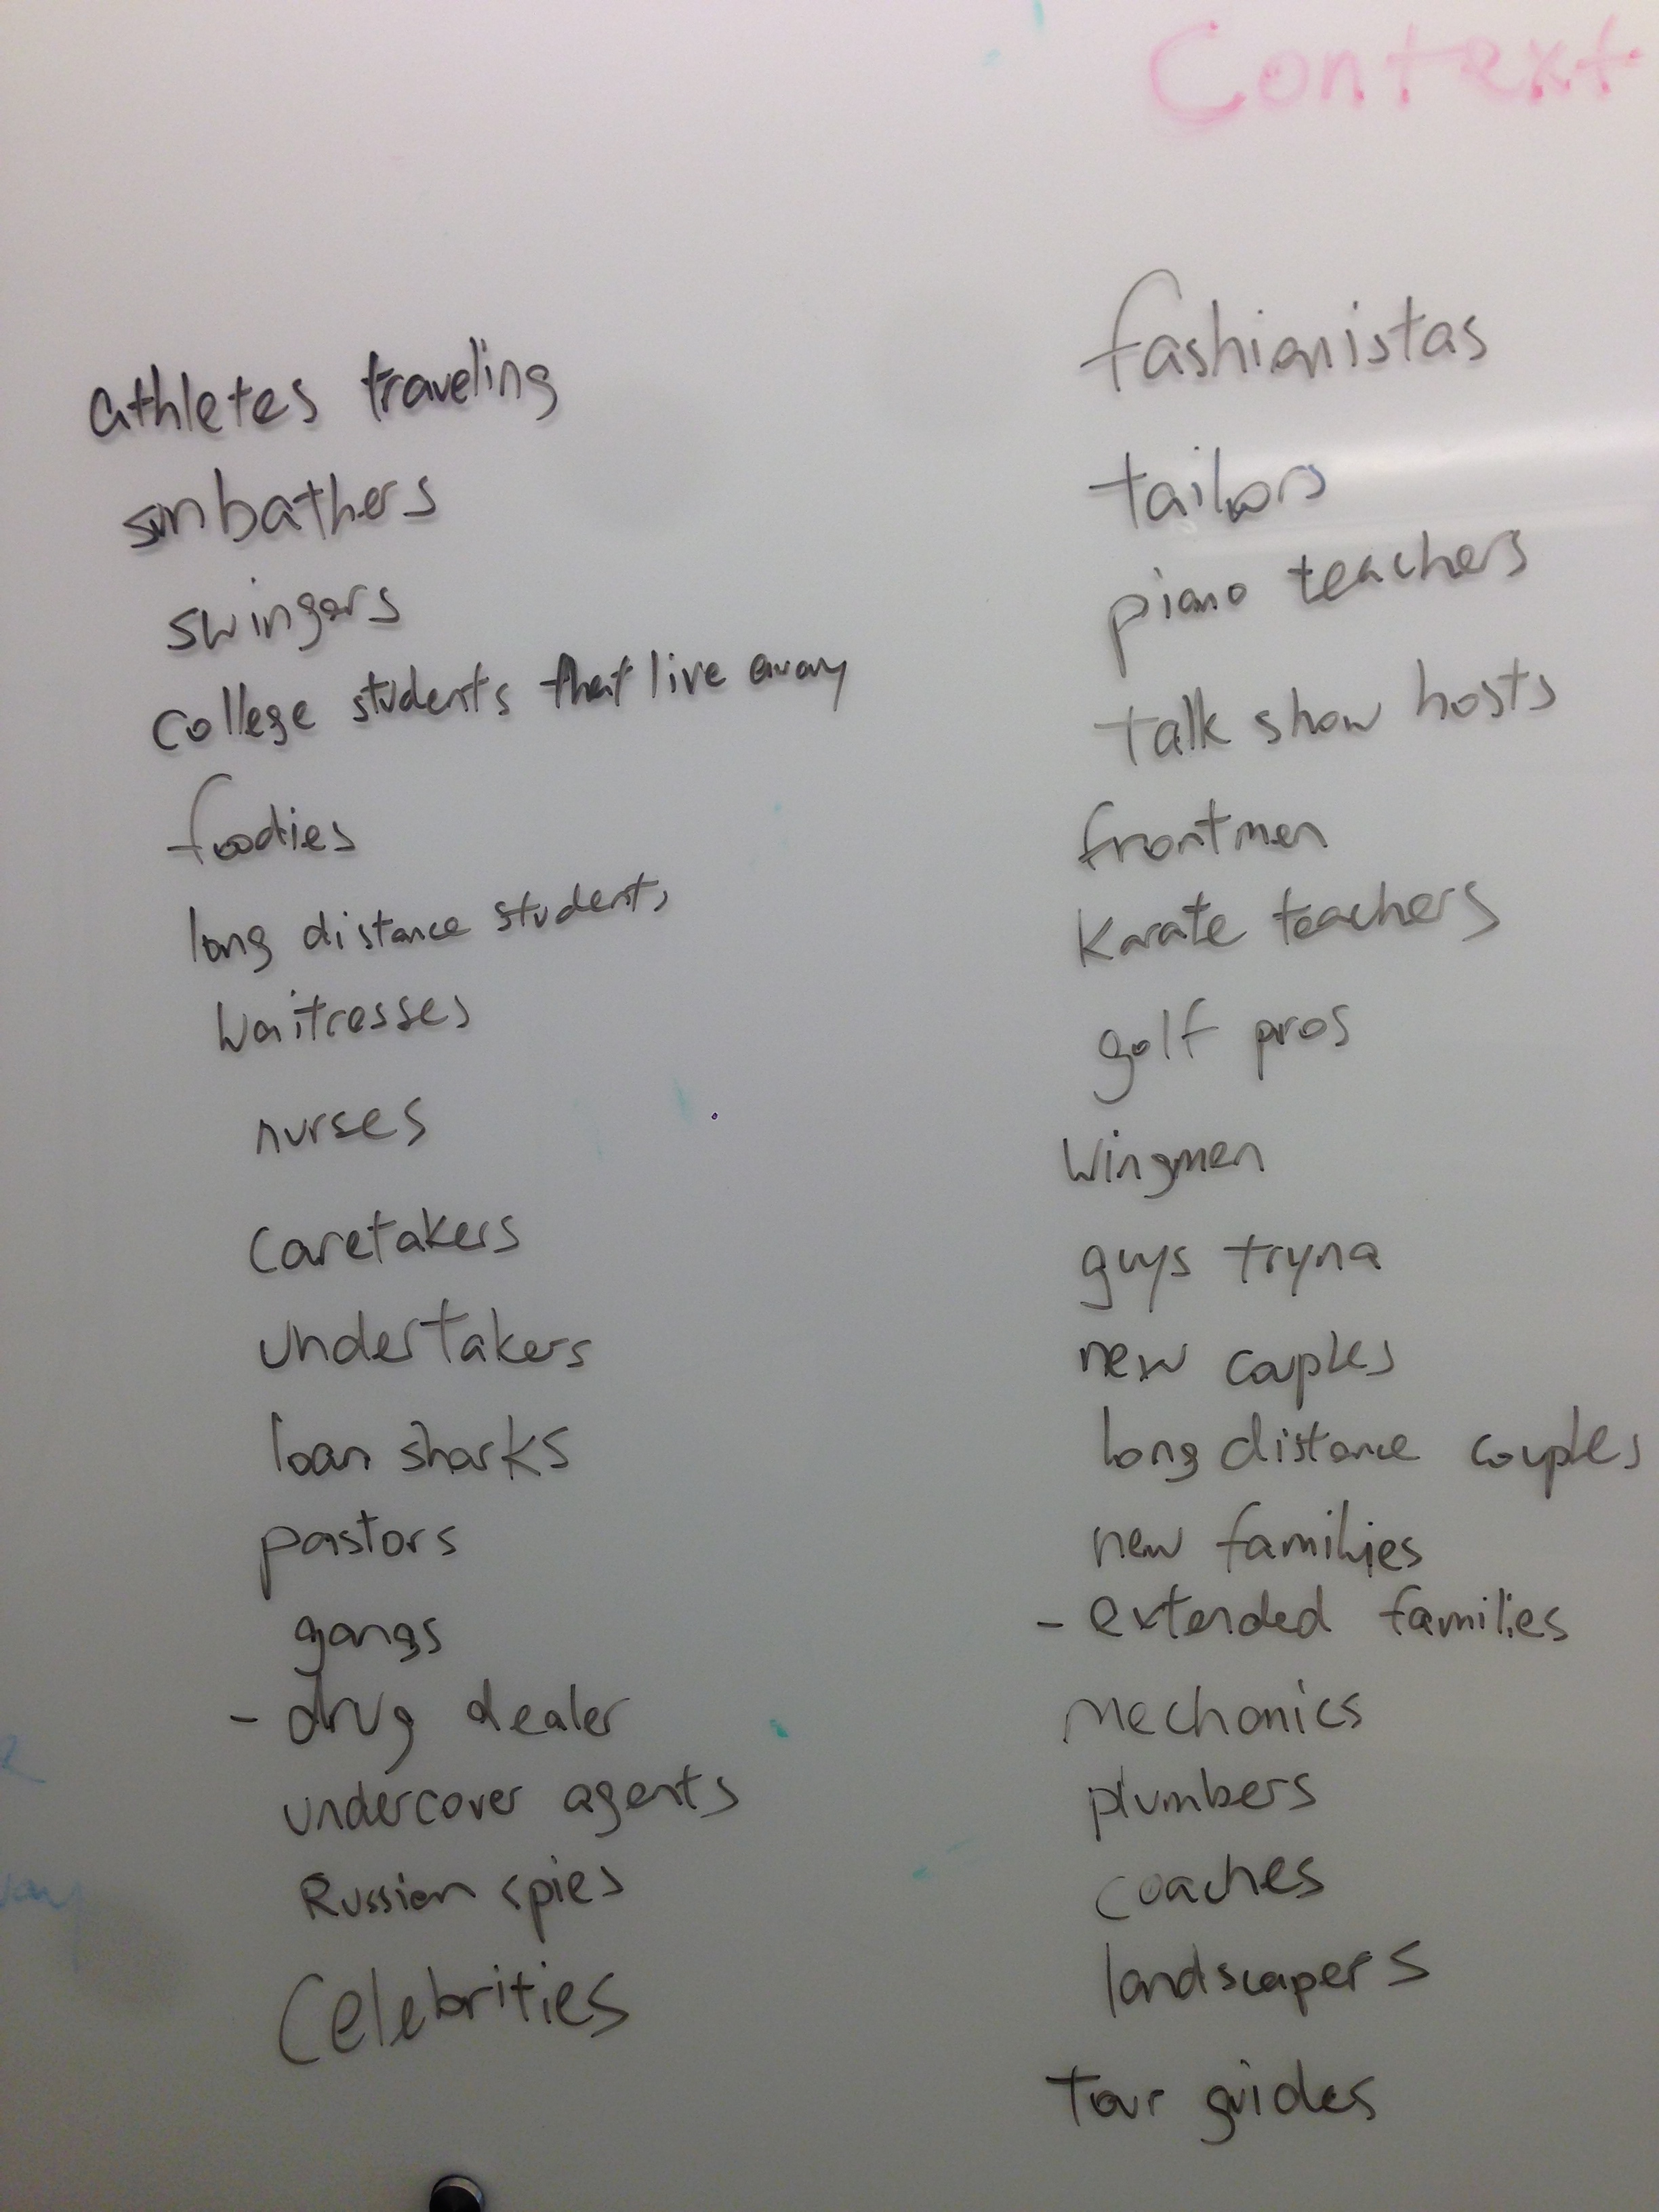 Context
athletes traveling
sunbathers
swingers
college students that live away
foodies
long distance students
waitresses
nurses
caretakers
undertakers
loan sharks
pastors
gangs
- drug dealer
undercover agents
Russian spies
Celebrities
fashionistas
tailors
piano teachers
talk show hosts
frontmen
Karate teachers
golf pros
wingmen
guys tryna
new couples
long distance couples
new families
- extended families
mechanics
plumbers
coaches
landscapers
tour guides